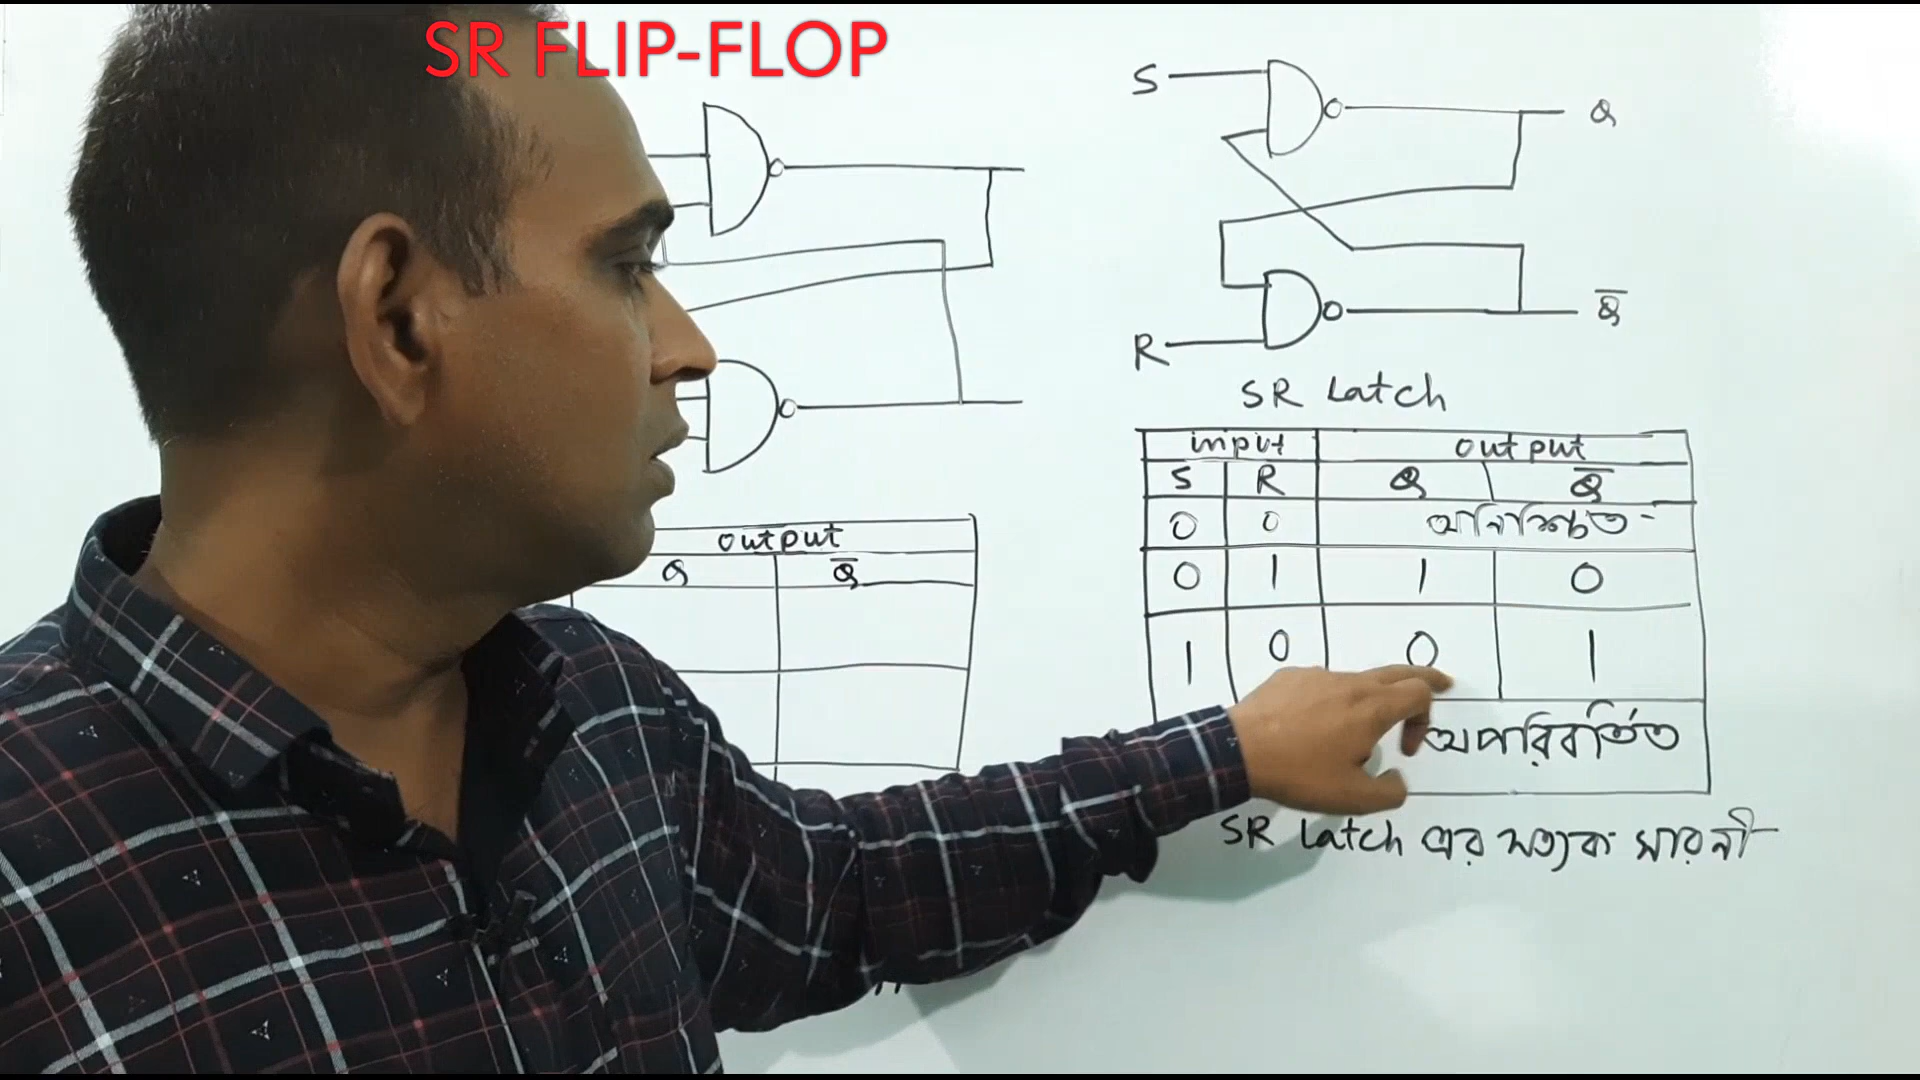 SR FLIP-FLOP
S
Q
Q̅
R
SR Latch
input output
S R Q Q̅
0 0 অনিশ্চিত
0 1 1 0
1 0 0 1
অপরিবর্তিত
SR Latch এর সত্যক সারনী
output
Q Q̅